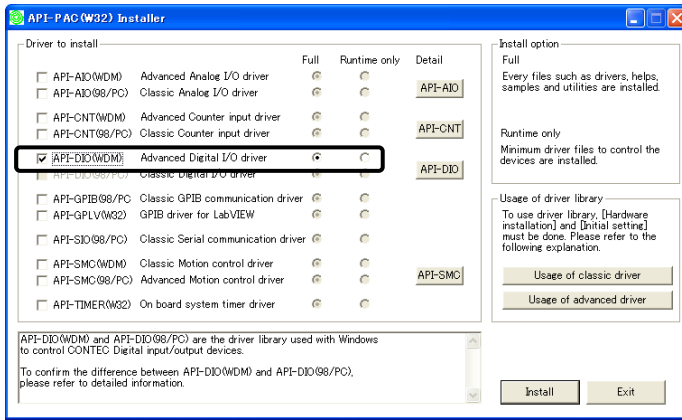 API-PAC(W32) Installer
Driver to install
Full Runtime only Detail
API-AIO(WDM) Advanced Analog I/O driver
API-AIO(98/PC) Classic Analog I/O driver
API-AIO
API-CNT(WDM) Advanced Counter input driver
API-CNT(98/PC) Classic Counter input driver
API-CNT
API-DIO(WDM) Advanced Digital I/O driver
API-DIO(98/PC) Classic Digital I/O driver
API-DIO
API-GPIB(98/PC Classic GPIB communication driver
API-GPLV(W32) GPIB driver for LabVIEW
API-SIO(98/PC) Classic Serial communication driver
API-SMC(WDM) Classic Motion control driver
API-SMC(98/PC) Advanced Motion control driver
API-SMC
API-TIMER(W32) On board system timer driver
Install option
Full
Every files such as drivers, helps,
samples and utilities are installed.
Runtime only
Minimum driver files to control the
devices are installed.
Usage of driver library
To use driver library, [Hardware
installation] and [Initial setting]
must be done. Please refer to the
following explanation.
Usage of classic driver
Usage of advanced driver
API-DIO(WDM) and API-DIO(98/PC) are the driver library used with Windows
to control CONTEC Digital input/output devices.
To confirm the difference between API-DIO(WDM) and API-DIO(98/PC),
please refer to detailed information.
Install Exit